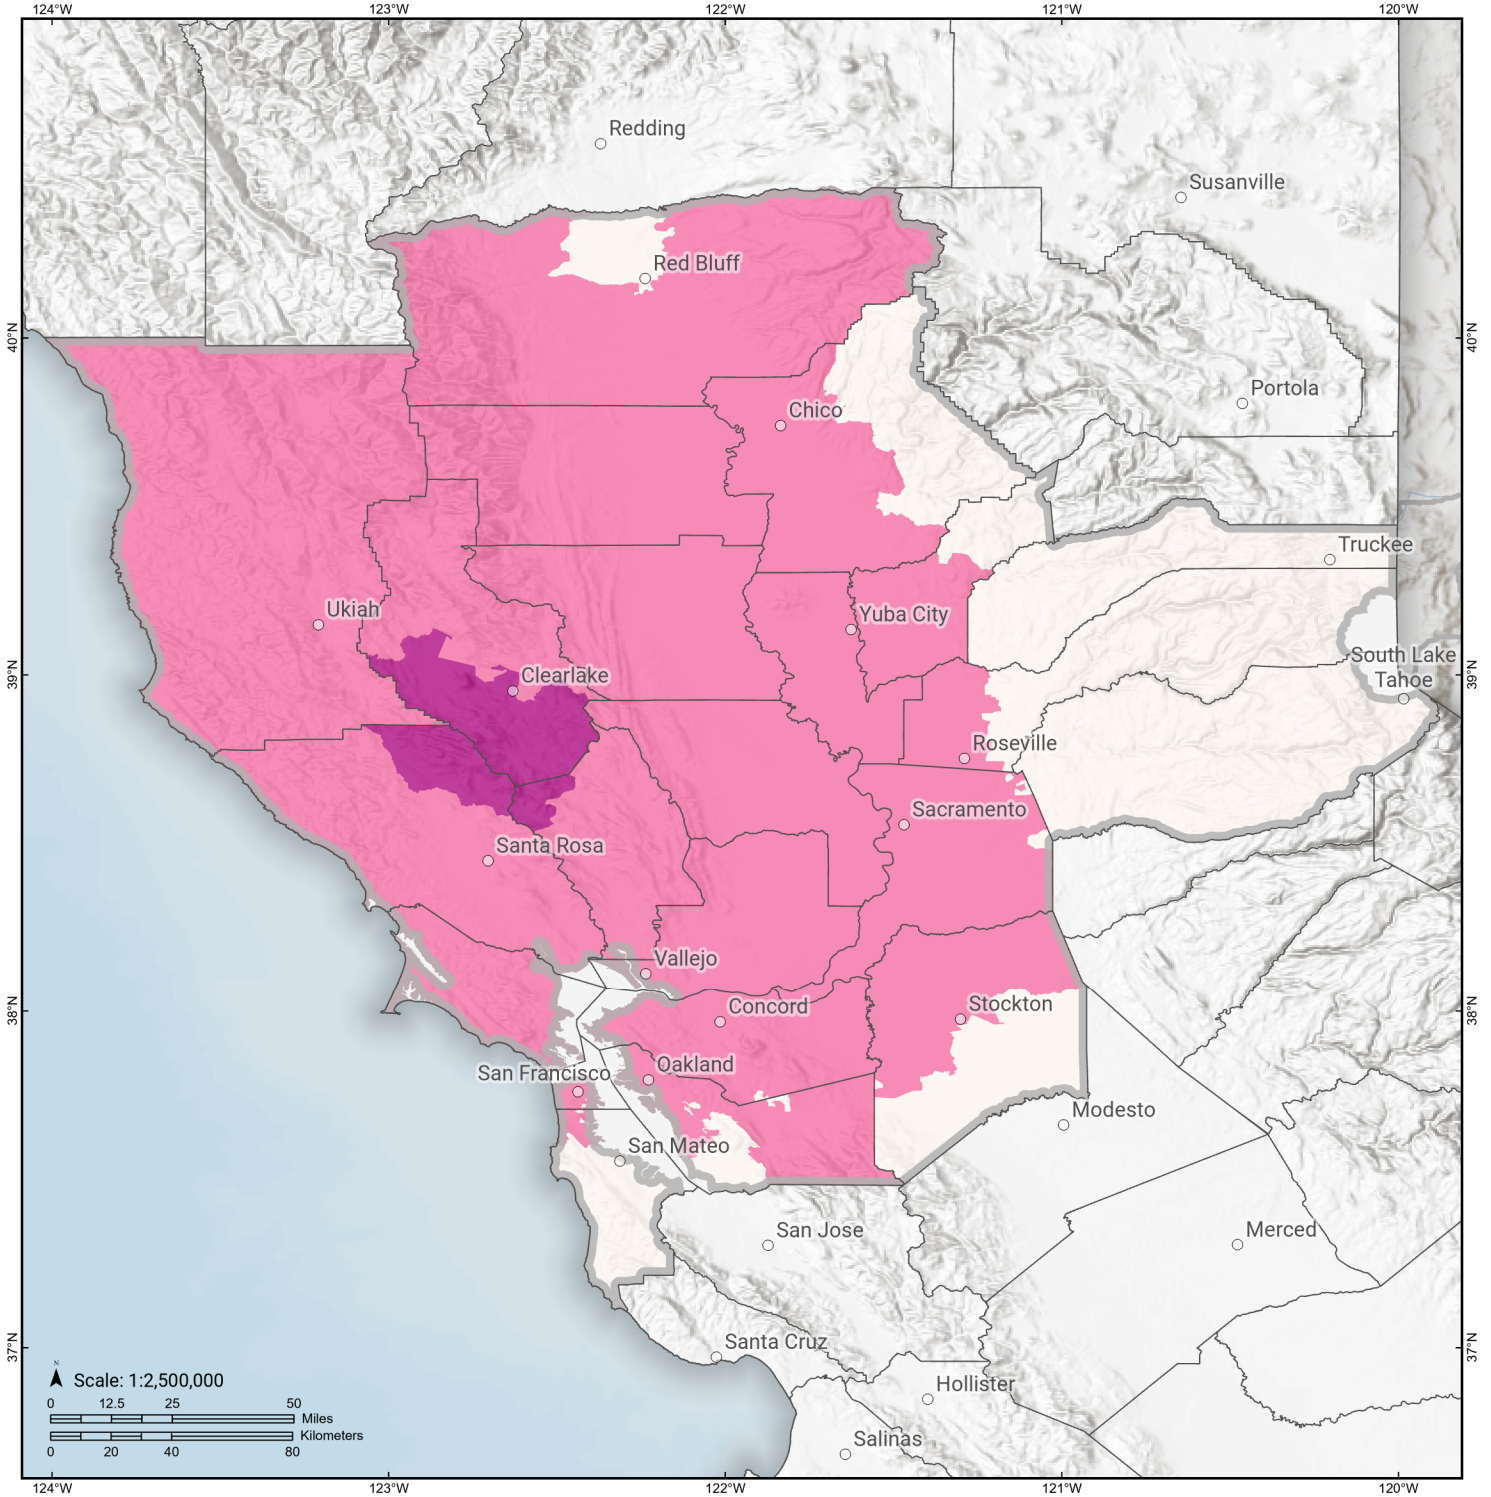 124°W
123°W
122°W
121°W
120°W
Redding
Susanville
Red Bluff
40°N
40°N
Portola
Chico
Truckee
Ukiah
Yuba City
39°N
39°N
South Lake
Tahoe
Clearlake
Roseville
Sacramento
Santa Rosa
Vallejo
Concord
Stockton
38°N
38°N
San Francisco
Oakland
Modesto
San Mateo
San Jose
Merced
37°N
37°N
Santa Cruz
N
Scale: 1:2,500,000
0 12.5 25 50
Miles
Kilometers
0 20 40 80
Hollister
Salinas
124°W
123°W
122°W
121°W
120°W